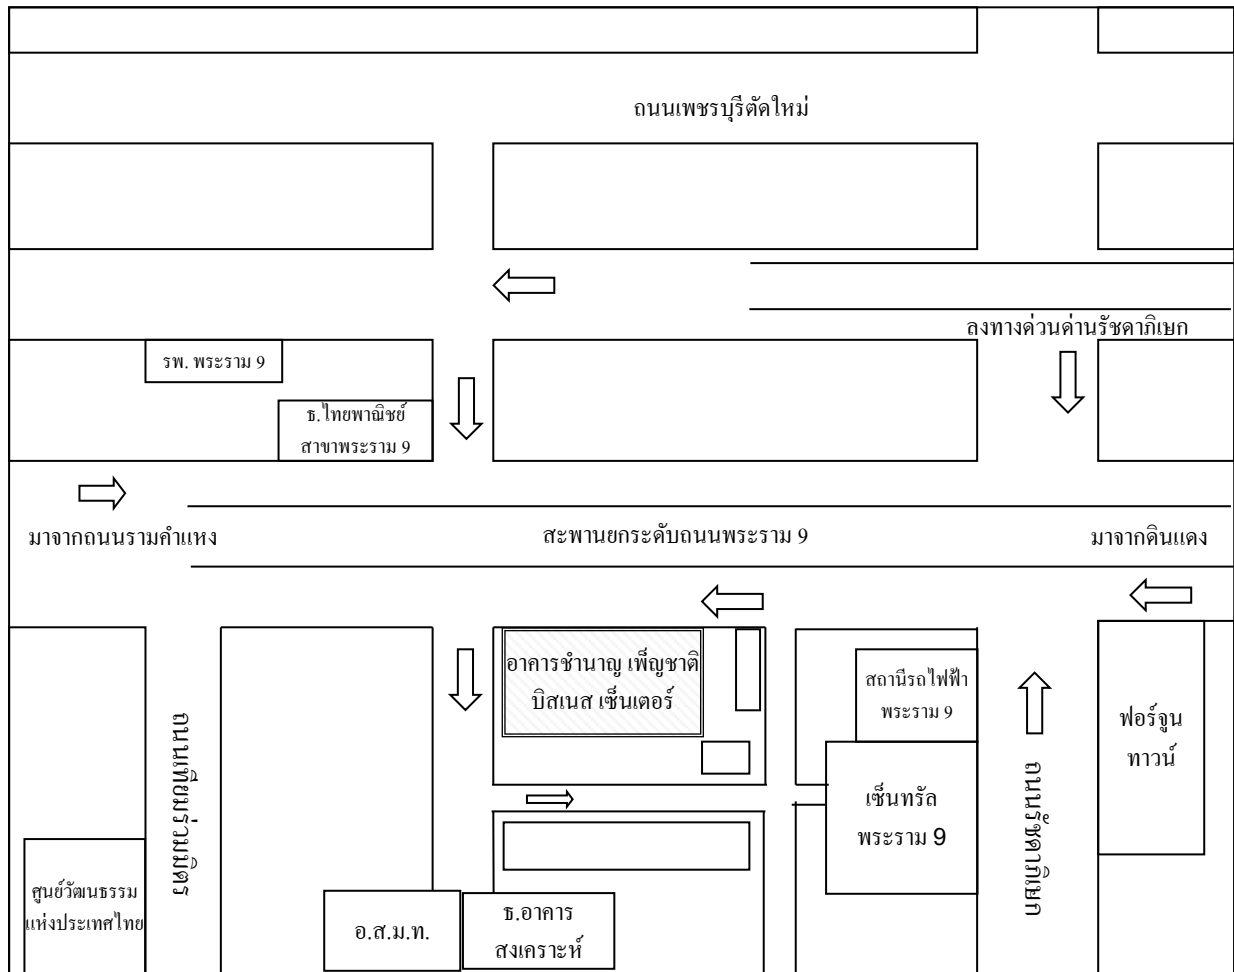 ถนนเพชรบุรีตัดใหม่
ลงทางด่วนด่านรัชดาภิเษก
รพ. พระราม 9
ธ.ไทยพาณิชย์
สาขาพระราม 9
มาจากถนนรามคำแหง
สะพานยกระดับถนนพระราม 9
มาจากดินแดง
อาคารชำนาญ เพ็ญชาติ
บิสเนส เซ็นเตอร์
สถานีรถไฟฟ้า
พระราม 9
ฟอร์จูน
ทาวน์
ถนนเทียมร่วมมิตร
ถนนรัชดาภิเษก
เซ็นทรัล
พระราม 9
ศูนย์วัฒนธรรม
แห่งประเทศไทย
อ.ส.ม.ท.
ธ.อาคาร
สงเคราะห์